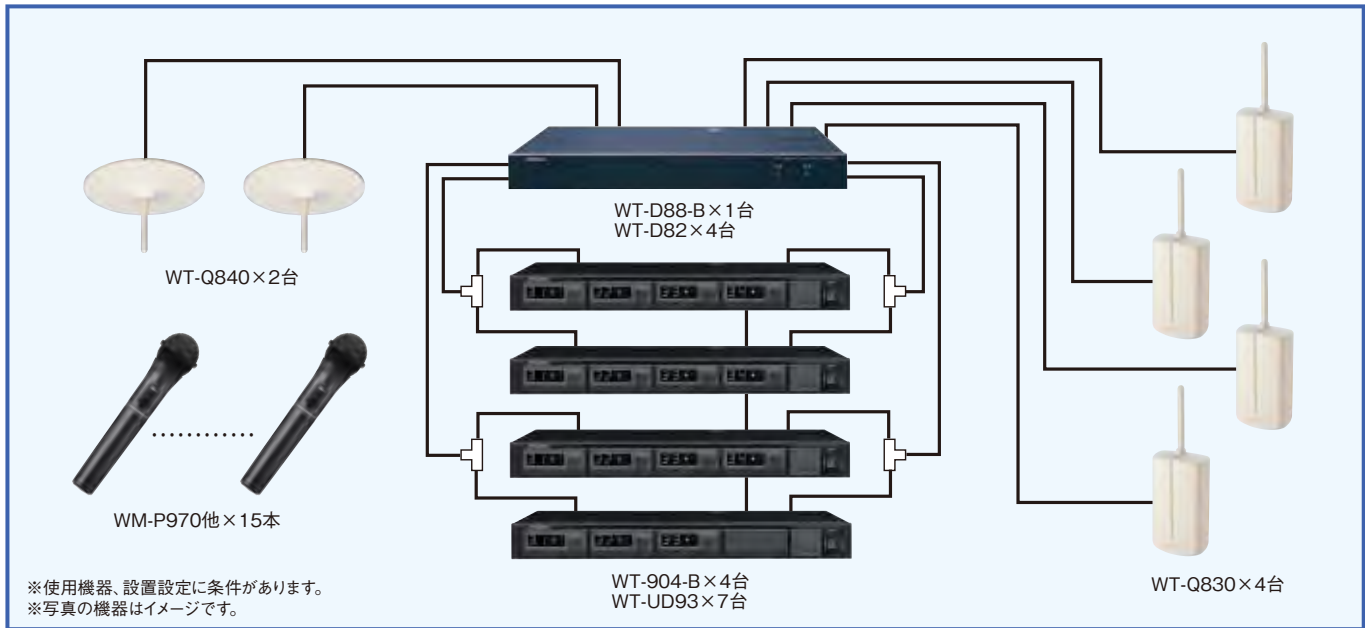 WT-D88-B×1台
WT-D82×4台
WT-Q840×2台
WM-P970他×15本
WT-904-B×4台
WT-UD93×7台
WT-Q830×4台
※使用機器、設置設定に条件があります。
※写真の機器はイメージです。